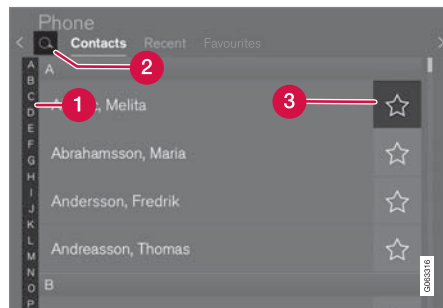 Phone
Contacts Recent Favourites
2
A
A
B
C
D
E
F
G
H
I
J
K
L
M
N
O
P
1
, Melita
3
Abrahamsson, Maria
Andersson, Fredrik
Andreasson, Thomas
B
G063316